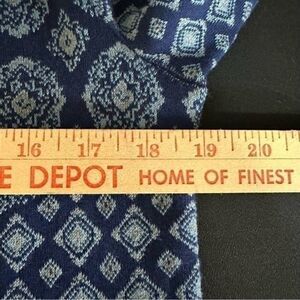 16 17 18 19 20
E DEPOT HOME OF FINEST